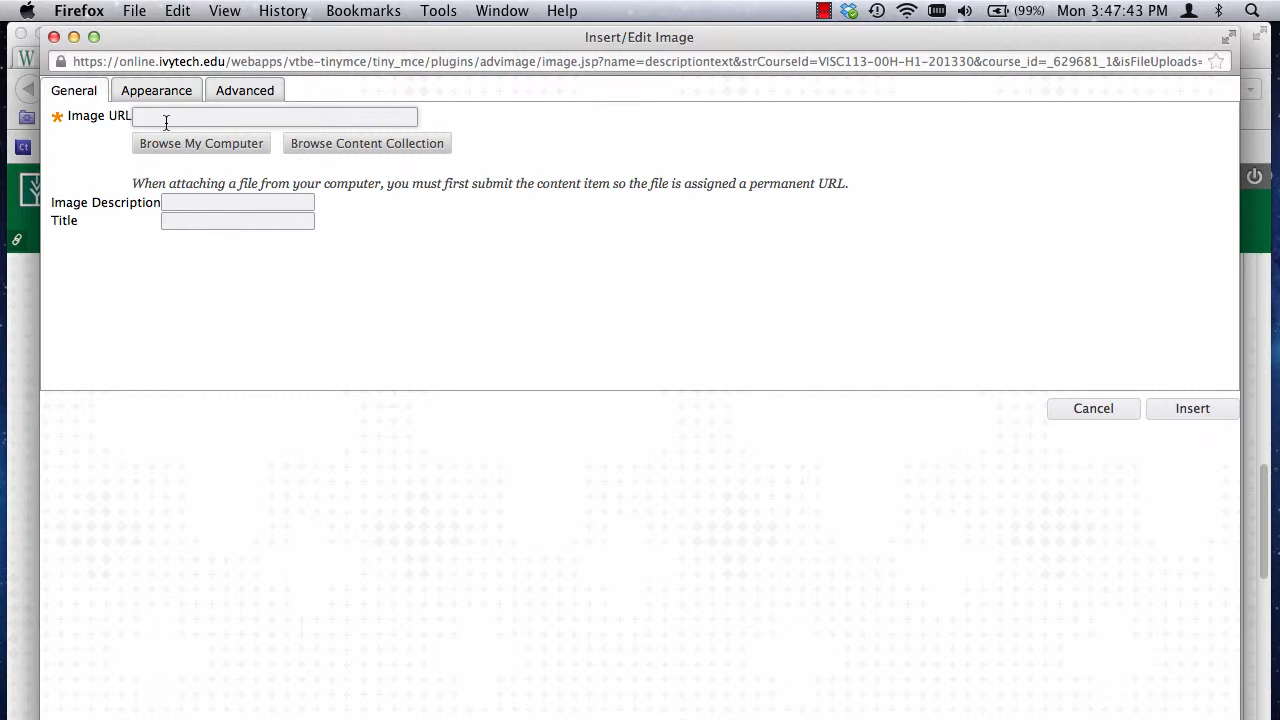 Firefox File Edit View History Bookmarks Tools Window Help (99%) Mon 3:47:43 PM
Insert/Edit Image
https://online.ivytech.edu/webapps/vtbe-tinymce/tiny_mce/plugins/advimage/image.jsp?name=descriptext&strCourseId=VISC113-00H-H1-201330&course_id=_629681_1&isFileUploads=
General Appearance Advanced
* Image URL
Browse My Computer Browse Content Collection
When attaching a file from your computer, you must first submit the content item so the file is assigned a permanent URL.
Image Description
Title
Cancel Insert
W
Ct